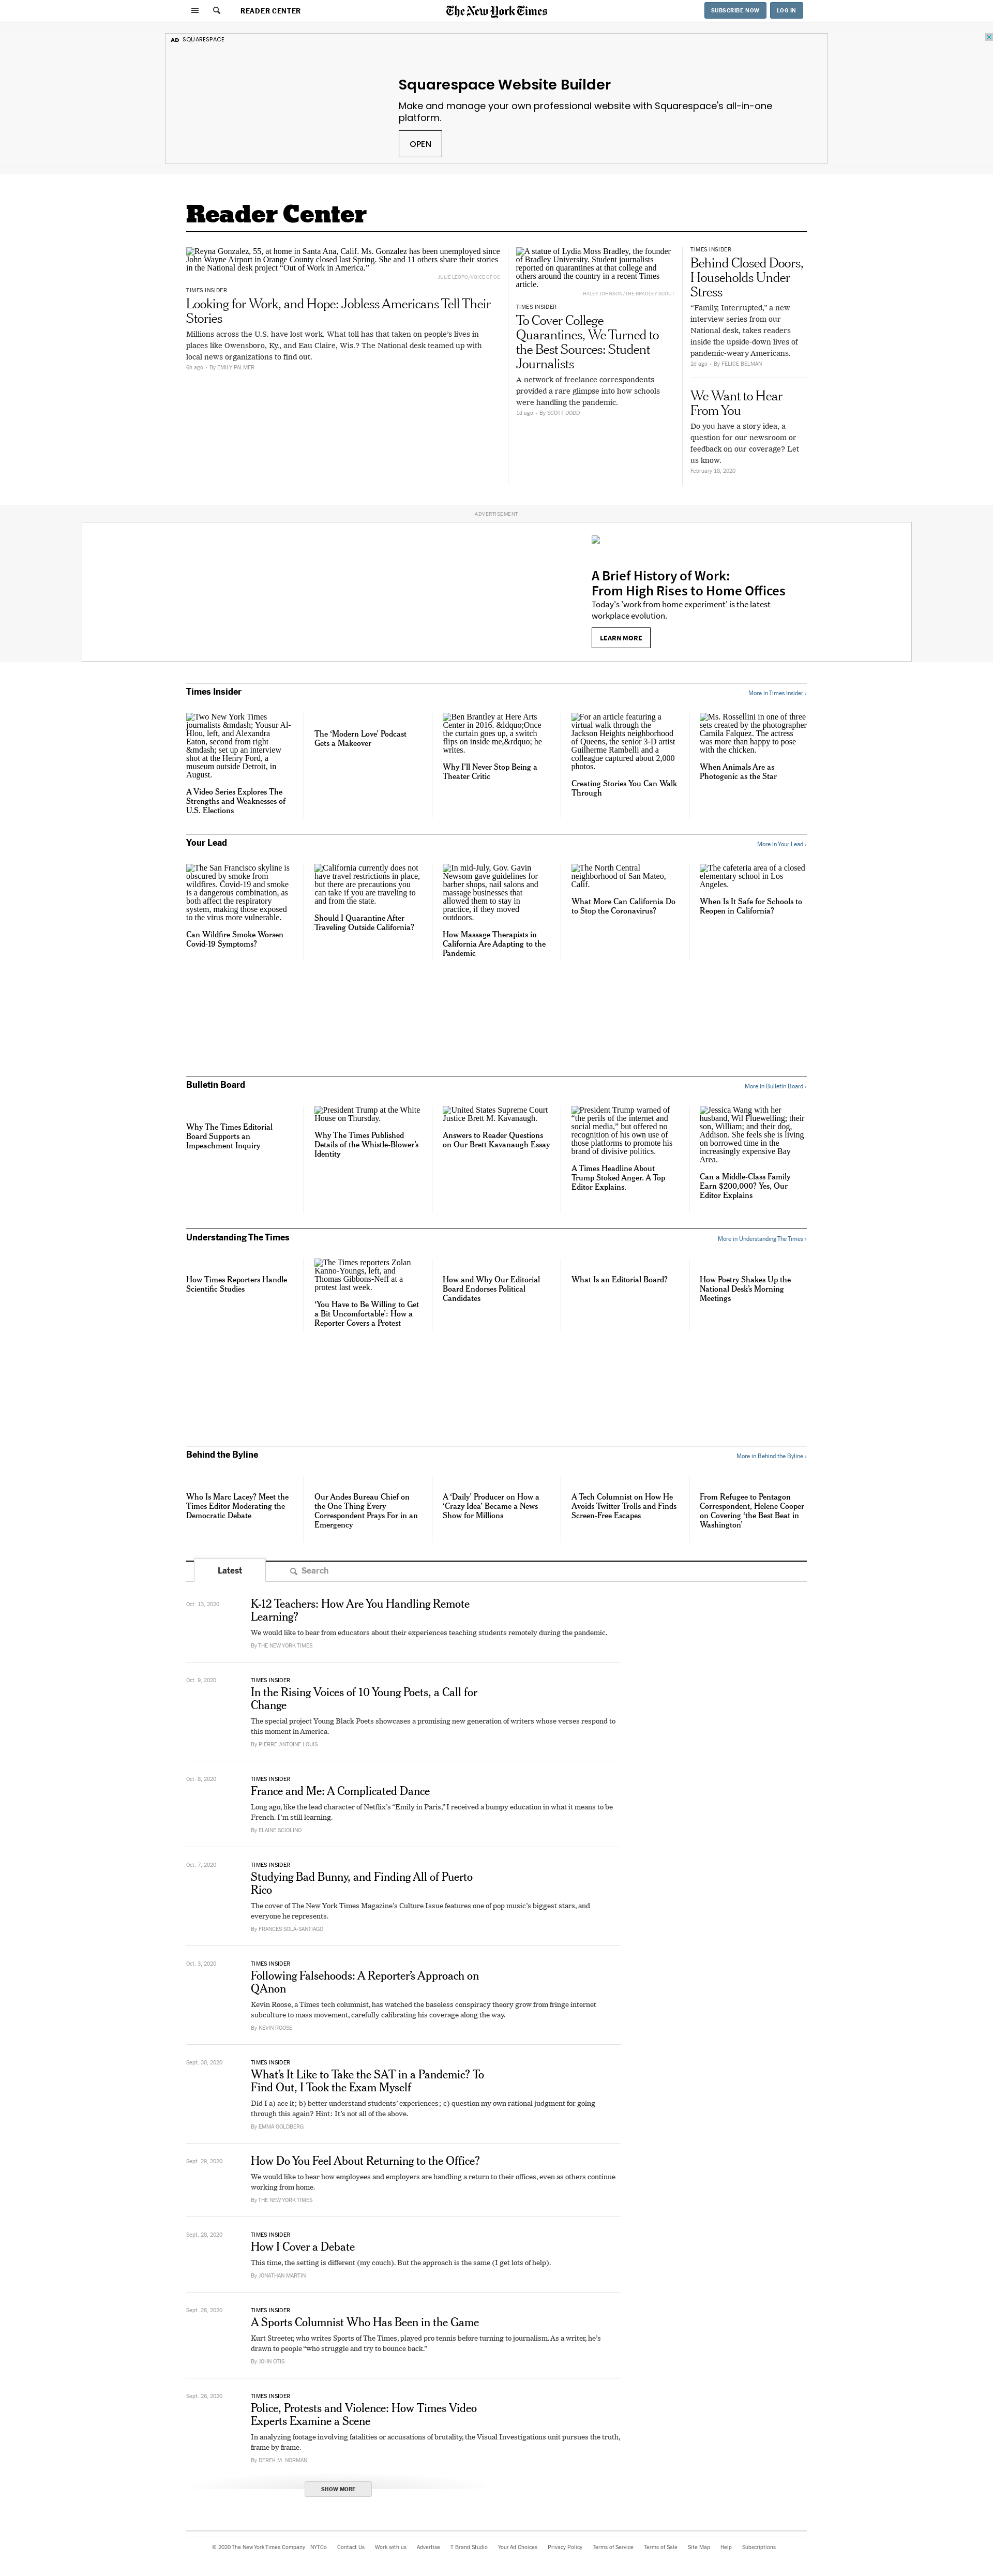 READER CENTER
The New York Times
SUBSCRIBE NOW
LOG IN
AD SQUARESPACE
Squarespace Website Builder
Make and manage your own professional website with Squarespace's all-in-one
platform.
OPEN
Reader Center
Reyna Gonzalez, 55, at home in Santa Ana, Calif. Ms. Gonzalez has been unemployed since
John Wayne Airport in Orange County closed last Spring. She and 11 others share their stories
in the National desk project “Out of Work in America.”
JULIE LEOPO/VOICE OF OC
TIMES INSIDER
Looking for Work, and Hope: Jobless Americans Tell Their
Stories
Millions across the U.S. have lost work. What toll has that taken on people’s lives in
places like Owensboro, Ky., and Eau Claire, Wis.? The National desk teamed up with
local news organizations to find out.
6h ago - By EMILY PALMER
A statue of Lydia Moss Bradley, the founder
of Bradley University. Student journalists
reported on quarantines at that college and
others around the country in a recent Times
article.
HALEY JOHNSON/THE BRADLEY SCOUT
TIMES INSIDER
To Cover College
Quarantines, We Turned to
the Best Sources: Student
Journalists
A network of freelance correspondents
provided a rare glimpse into how schools
were handling the pandemic.
1d ago - By SCOTT DODD
TIMES INSIDER
Behind Closed Doors,
Households Under
Stress
“Family, Interrupted,” a new
interview series from our
National desk, takes readers
inside the upside-down lives of
pandemic-weary Americans.
2d ago - By FELICE BELMAN
We Want to Hear
From You
Do you have a story idea, a
question for our newsroom or
feedback on our coverage? Let
us know.
February 18, 2020
ADVERTISEMENT
A Brief History of Work:
From High Rises to Home Offices
Today's 'work from home experiment' is the latest
workplace evolution.
LEARN MORE
Times Insider
More in Times Insider ›
Two New York Times
journalists &mdash; Yousur Al-
Hlou, left, and Alexandra
Eaton, second from right
&mdash; set up an interview
shot at the Henry Ford, a
museum outside Detroit, in
August.
A Video Series Explores The
Strengths and Weaknesses of
U.S. Elections
The ‘Modern Love’ Podcast
Gets a Makeover
Ben Brantley at Here Arts
Center in 2016. &ldquo;Once
the curtain goes up, a switch
flips on inside me,&rdquo; he
writes.
Why I’ll Never Stop Being a
Theater Critic
For an article featuring a
virtual walk through the
Jackson Heights neighborhood
of Queens, the senior 3-D artist
Guilherme Rambelli and a
colleague captured about 2,000
photos.
Creating Stories You Can Walk
Through
Ms. Rossellini in one of three
sets created by the photographer
Camila Falquez. The actress
was more than happy to pose
with the chicken.
When Animals Are as
Photogenic as the Star
Your Lead
More in Your Lead ›
The San Francisco skyline is
obscured by smoke from
wildfires. Covid-19 and smoke
is a dangerous combination, as
both affect the respiratory
system, making those exposed
to the virus more vulnerable.
Can Wildfire Smoke Worsen
Covid-19 Symptoms?
California currently does not
have travel restrictions in place,
but there are precautions you
can take if you are traveling to
and from the state.
Should I Quarantine After
Traveling Outside California?
In mid-July, Gov. Gavin
Newsom gave guidelines for
barber shops, nail salons and
massage businesses that
allowed them to stay in
practice, if they moved
outdoors.
How Massage Therapists in
California Are Adapting to the
Pandemic
The North Central
neighborhood of San Mateo,
Calif.
What More Can California Do
to Stop the Coronavirus?
The cafeteria area of a closed
elementary school in Los
Angeles.
When Is It Safe for Schools to
Reopen in California?
Bulletin Board
More in Bulletin Board ›
Why The Times Editorial
Board Supports an
Impeachment Inquiry
President Trump at the White
House on Thursday.
Why The Times Published
Details of the Whistle-Blower’s
Identity
United States Supreme Court
Justice Brett M. Kavanaugh.
Answers to Reader Questions
on Our Brett Kavanaugh Essay
President Trump warned of
“the perils of the internet and
social media,” but offered no
recognition of his own use of
those platforms to promote his
brand of divisive politics.
A Times Headline About
Trump Stoked Anger. A Top
Editor Explains.
Jessica Wang with her
husband, Wil Fluewelling; their
son, William; and their dog,
Addison. She feels she is living
on borrowed time in the
increasingly expensive Bay
Area.
Can a Middle-Class Family
Earn $200,000? Yes, Our
Editor Explains
Understanding The Times
More in Understanding The Times ›
How Times Reporters Handle
Scientific Studies
The Times reporters Zolan
Kanno-Youngs, left, and
Thomas Gibbons-Neff at a
protest last week.
‘You Have to Be Willing to Get
a Bit Uncomfortable’: How a
Reporter Covers a Protest
How and Why Our Editorial
Board Endorses Political
Candidates
What Is an Editorial Board?
How Poetry Shakes Up the
National Desk’s Morning
Meetings
Behind the Byline
More in Behind the Byline ›
Who Is Marc Lacey? Meet the
Times Editor Moderating the
Democratic Debate
Our Andes Bureau Chief on
the One Thing Every
Correspondent Prays For in an
Emergency
A ‘Daily’ Producer on How a
‘Crazy Idea’ Became a News
Show for Millions
A Tech Columnist on How He
Avoids Twitter Trolls and Finds
Screen-Free Escapes
From Refugee to Pentagon
Correspondent, Helene Cooper
on Covering ‘the Best Beat in
Washington’
Latest
Search
Oct. 13, 2020
K-12 Teachers: How Are You Handling Remote
Learning?
We would like to hear from educators about their experiences teaching students remotely during the pandemic.
By THE NEW YORK TIMES
Oct. 9, 2020
TIMES INSIDER
In the Rising Voices of 10 Young Poets, a Call for
Change
The special project Young Black Poets showcases a promising new generation of writers whose verses respond to
this moment in America.
By PIERRE-ANTOINE LOUIS
Oct. 8, 2020
TIMES INSIDER
France and Me: A Complicated Dance
Long ago, like the lead character of Netflix’s “Emily in Paris,” I received a bumpy education in what it means to be
French. I’m still learning.
By ELAINE SCIOLINO
Oct. 7, 2020
TIMES INSIDER
Studying Bad Bunny, and Finding All of Puerto
Rico
The cover of The New York Times Magazine’s Culture Issue features one of pop music’s biggest stars, and
everyone he represents.
By FRANCES SOLÁ-SANTIAGO
Oct. 3, 2020
TIMES INSIDER
Following Falsehoods: A Reporter’s Approach on
QAnon
Kevin Roose, a Times tech columnist, has watched the baseless conspiracy theory grow from fringe internet
subculture to mass movement, carefully calibrating his coverage along the way.
By KEVIN ROOSE
Sept. 30, 2020
TIMES INSIDER
What’s It Like to Take the SAT in a Pandemic? To
Find Out, I Took the Exam Myself
Did I a) ace it; b) better understand students’ experiences; c) question my own rational judgment for going
through this again? Hint: It’s not all of the above.
By EMMA GOLDBERG
Sept. 29, 2020
How Do You Feel About Returning to the Office?
We would like to hear how employees and employers are handling a return to their offices, even as others continue
working from home.
By THE NEW YORK TIMES
Sept. 28, 2020
TIMES INSIDER
How I Cover a Debate
This time, the setting is different (my couch). But the approach is the same (I get lots of help).
By JONATHAN MARTIN
Sept. 28, 2020
TIMES INSIDER
A Sports Columnist Who Has Been in the Game
Kurt Streeter, who writes Sports of The Times, played pro tennis before turning to journalism. As a writer, he’s
drawn to people “who struggle and try to bounce back.”
By JOHN OTIS
Sept. 26, 2020
TIMES INSIDER
Police, Protests and Violence: How Times Video
Experts Examine a Scene
In analyzing footage involving fatalities or accusations of brutality, the Visual Investigations unit pursues the truth,
frame by frame.
By DEREK M. NORMAN
SHOW MORE
© 2020 The New York Times Company NYTCo Contact Us Work with us Advertise T Brand Studio Your Ad Choices Privacy Policy Terms of Service Terms of Sale Site Map Help Subscriptions